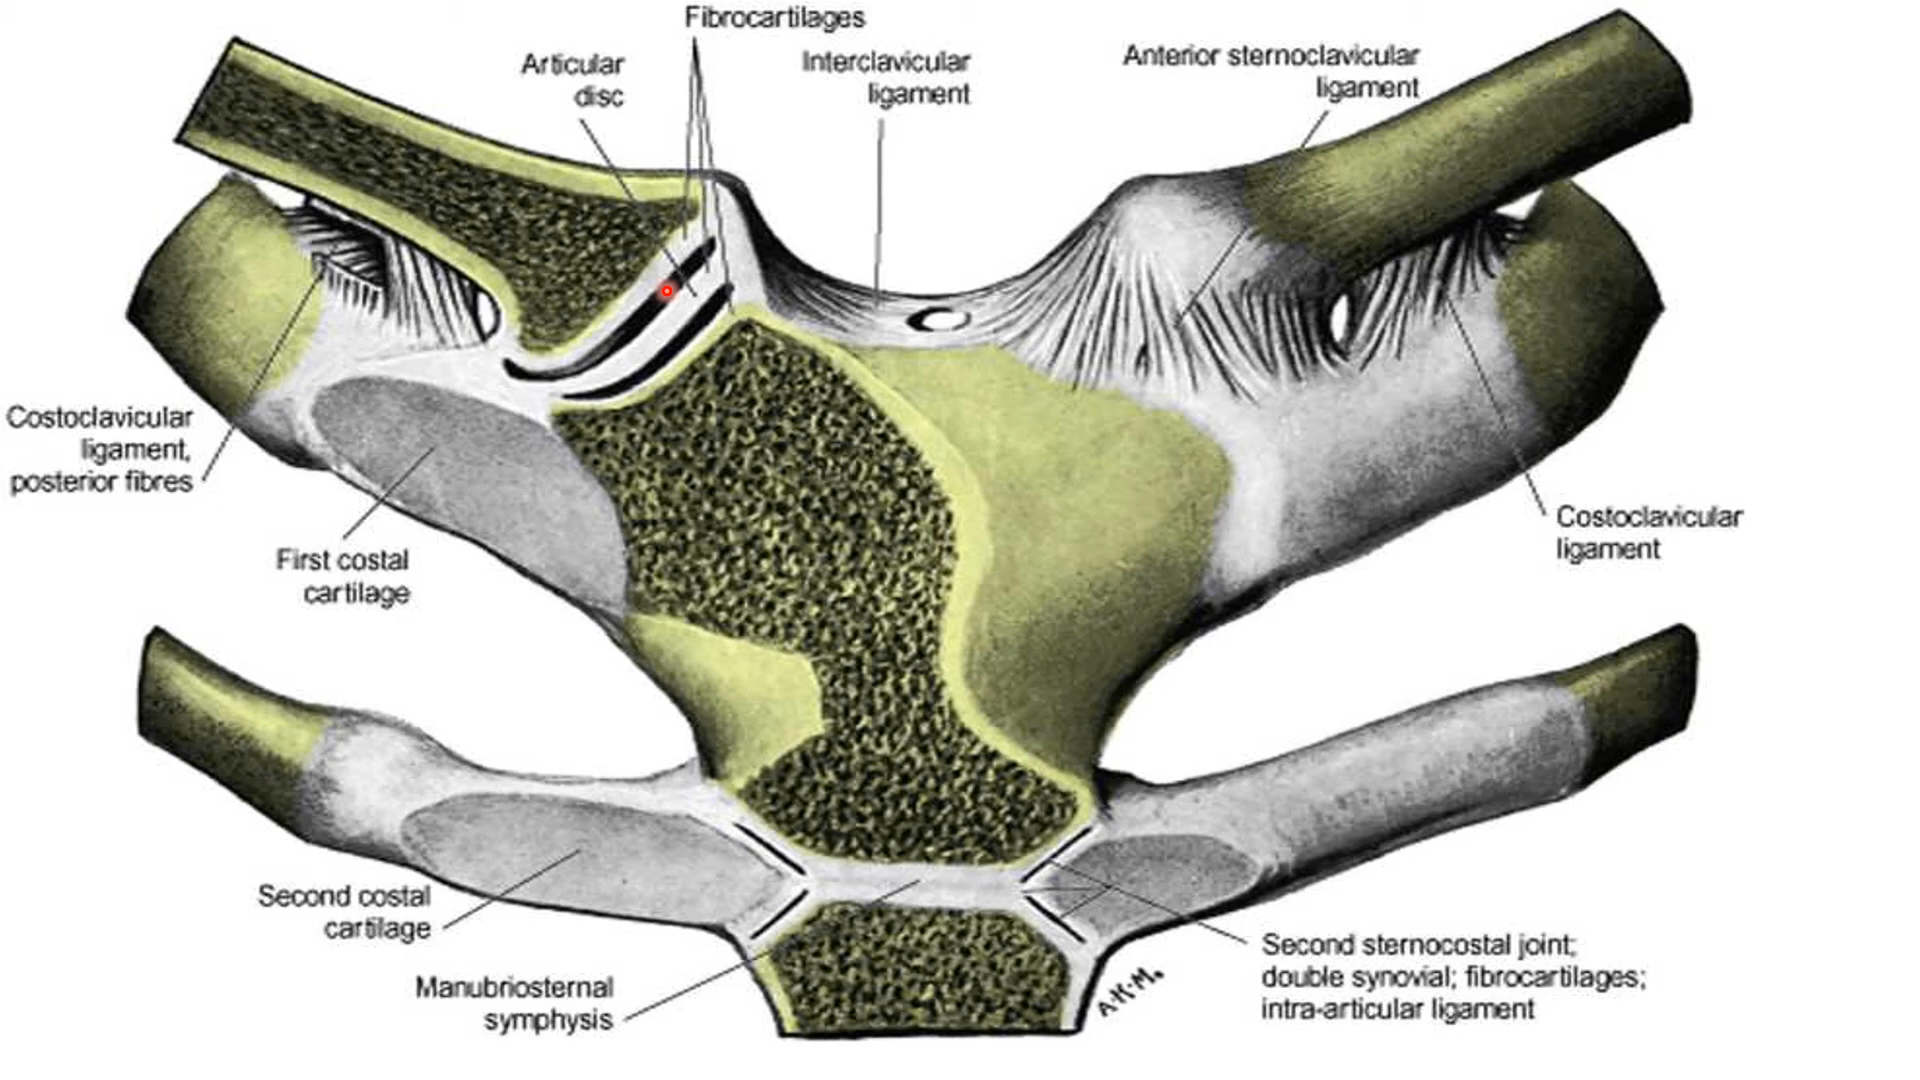 Fibrocartilages
Articular
disc
Interclavicular
ligament
Anterior sternoclavicular
ligament
Costoclavicular
ligament,
posterior fibres
First costal
cartilage
Costoclavicular
ligament
Second costal
cartilage
Manubriosternal
symphysis
Second sternocostal joint;
double synovial; fibrocartilages;
intra-articular ligament
A.K.M.